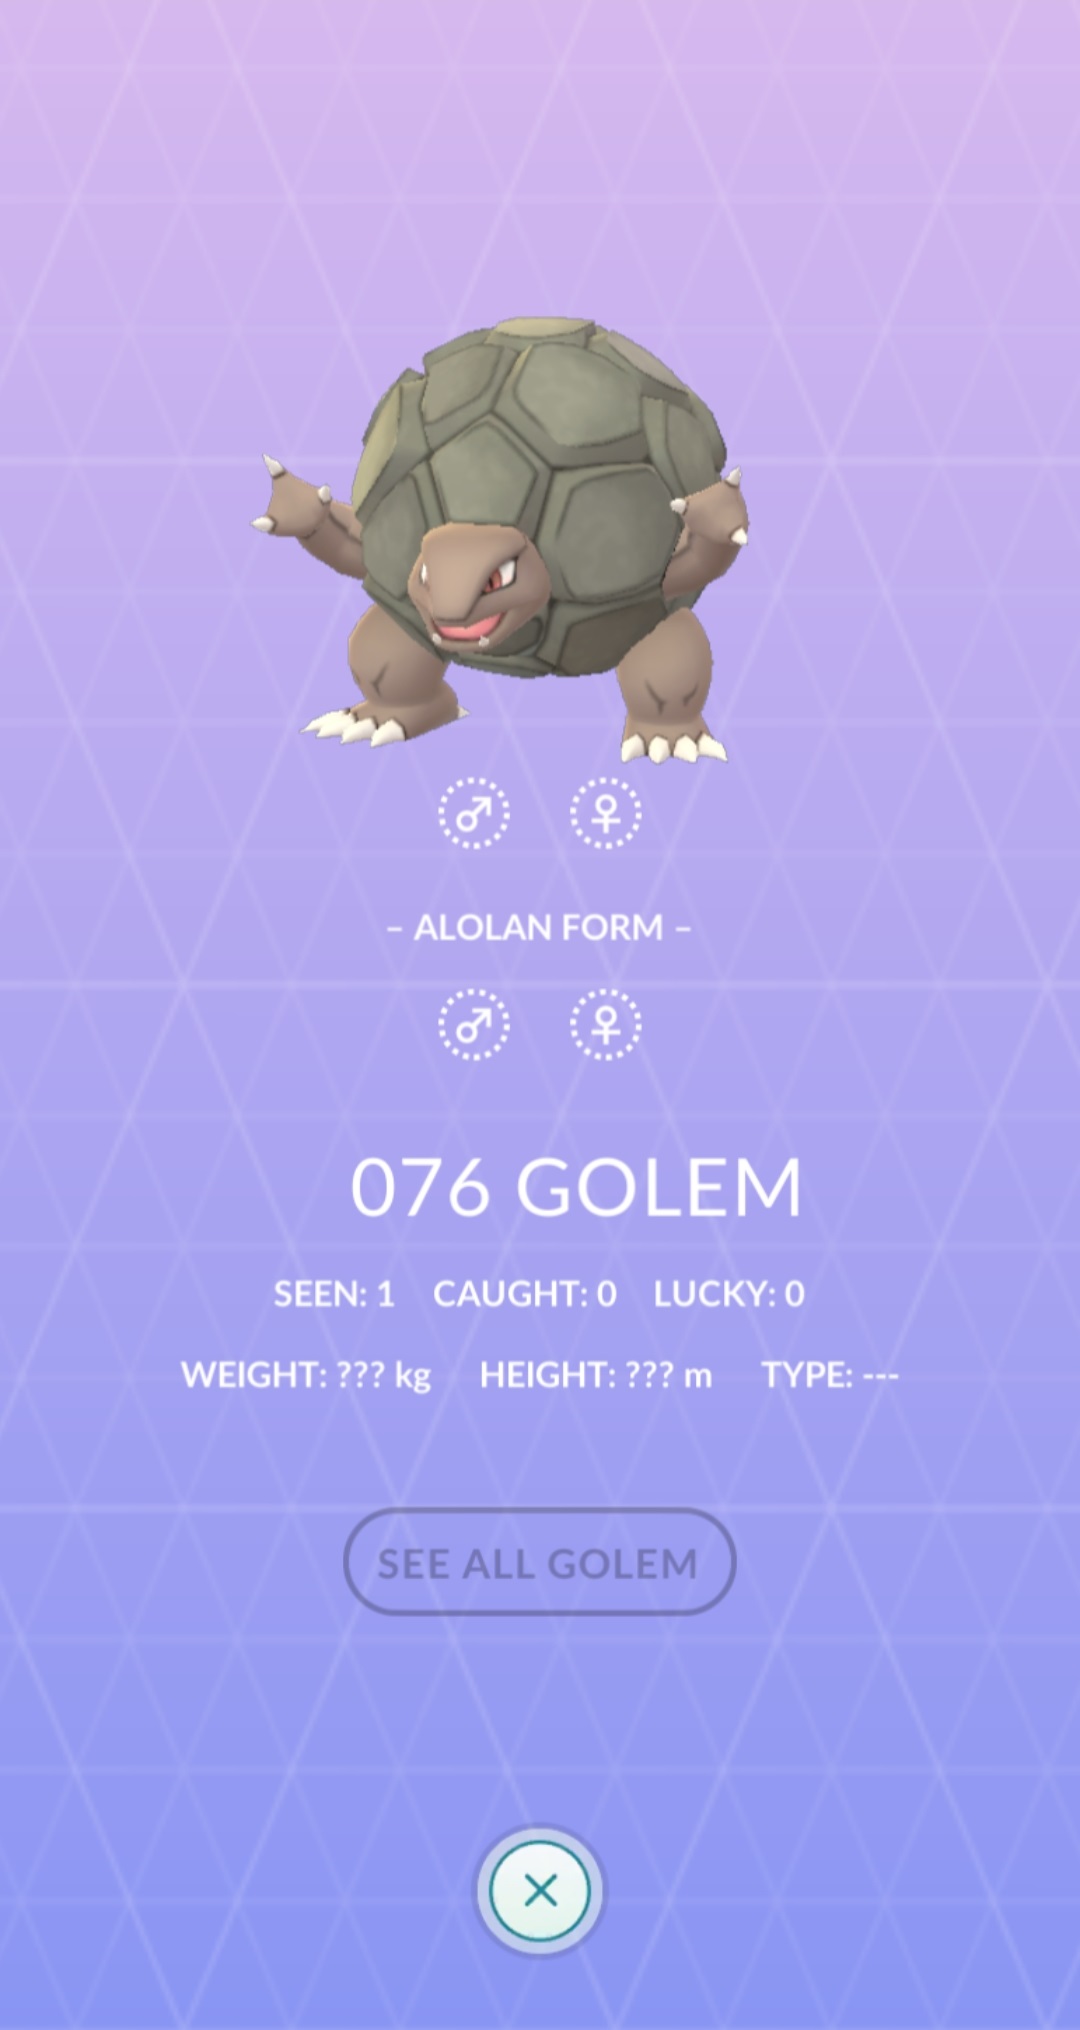 – ALOLAN FORM –
076 GOLEM
SEEN: 1 CAUGHT: 0 LUCKY: 0
WEIGHT: ??? kg HEIGHT: ??? m TYPE: ---
SEE ALL GOLEM